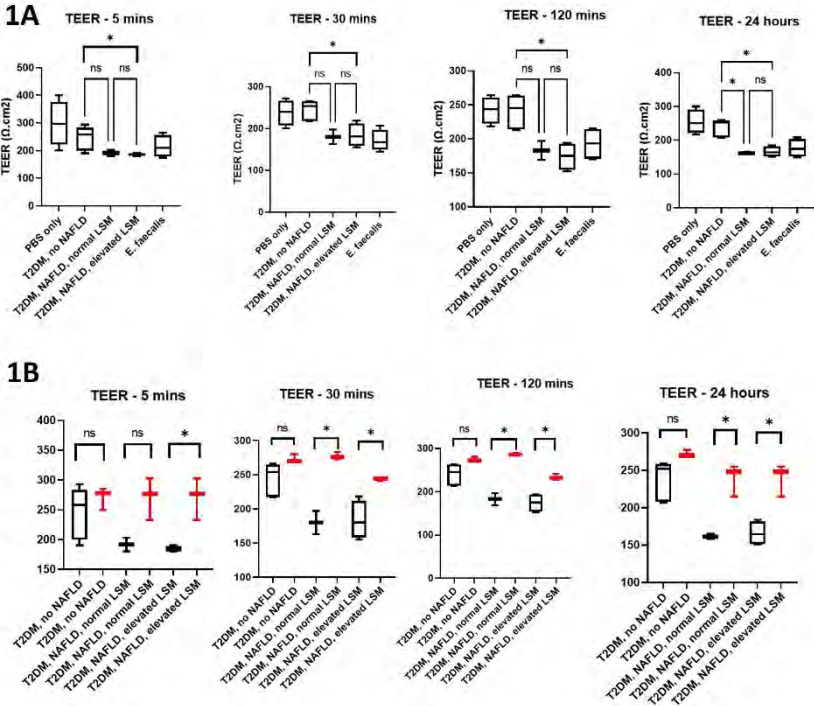 1A
TEER - 5 mins
*
ns
ns
TEER (Ω.cm2)
500
400
300
200
100
0
PBS only
T2DM, no NAFLD
T2DM, NAFLD, normal LSM
T2DM, NAFLD, elevated LSM
E. faecalis
TEER - 30 mins
*
ns
ns
TEER (Ω.cm2)
300
200
100
0
PBS only
T2DM, no NAFLD
T2DM, NAFLD, normal LSM
T2DM, NAFLD, elevated LSM
E. faecalis
TEER - 120 mins
*
ns
ns
TEER (Ω.cm2)
300
250
200
150
100
PBS only
T2DM, no NAFLD
T2DM, NAFLD, normal LSM
T2DM, NAFLD, elevated LSM
E. faecalis
TEER - 24 hours
*
*
ns
TEER (Ω.cm2)
400
300
200
100
0
PBS only
T2DM, no NAFLD
T2DM, NAFLD, normal LSM
T2DM, NAFLD, elevated LSM
E. faecalis
1B
TEER - 5 mins
ns
ns
*
400
350
300
250
200
150
T2DM, no NAFLD
T2DM, no NAFLD
T2DM, NAFLD, normal LSM
T2DM, NAFLD, normal LSM
T2DM, NAFLD, elevated LSM
T2DM, NAFLD, elevated LSM
TEER - 30 mins
ns
*
*
300
250
200
150
100
T2DM, no NAFLD
T2DM, no NAFLD
T2DM, NAFLD, normal LSM
T2DM, NAFLD, normal LSM
T2DM, NAFLD, elevated LSM
T2DM, NAFLD, elevated LSM
TEER - 120 mins
ns
*
*
300
200
100
0
T2DM, no NAFLD
T2DM, no NAFLD
T2DM, NAFLD, normal LSM
T2DM, NAFLD, normal LSM
T2DM, NAFLD, elevated LSM
T2DM, NAFLD, elevated LSM
TEER - 24 hours
ns
*
*
300
250
200
150
100
T2DM, no NAFLD
T2DM, no NAFLD
T2DM, NAFLD, normal LSM
T2DM, NAFLD, normal LSM
T2DM, NAFLD, elevated LSM
T2DM, NAFLD, elevated LSM